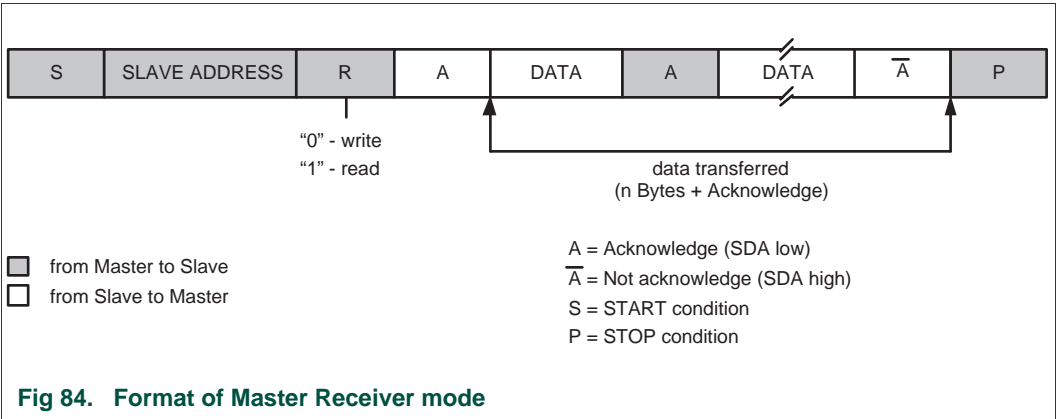 S SLAVE ADDRESS R A DATA A DATA A̅ P
“0” - write
“1” - read
data transferred
(n Bytes + Acknowledge)
from Master to Slave
from Slave to Master
A = Acknowledge (SDA low)
A̅ = Not acknowledge (SDA high)
S = START condition
P = STOP condition
Fig 84. Format of Master Receiver mode